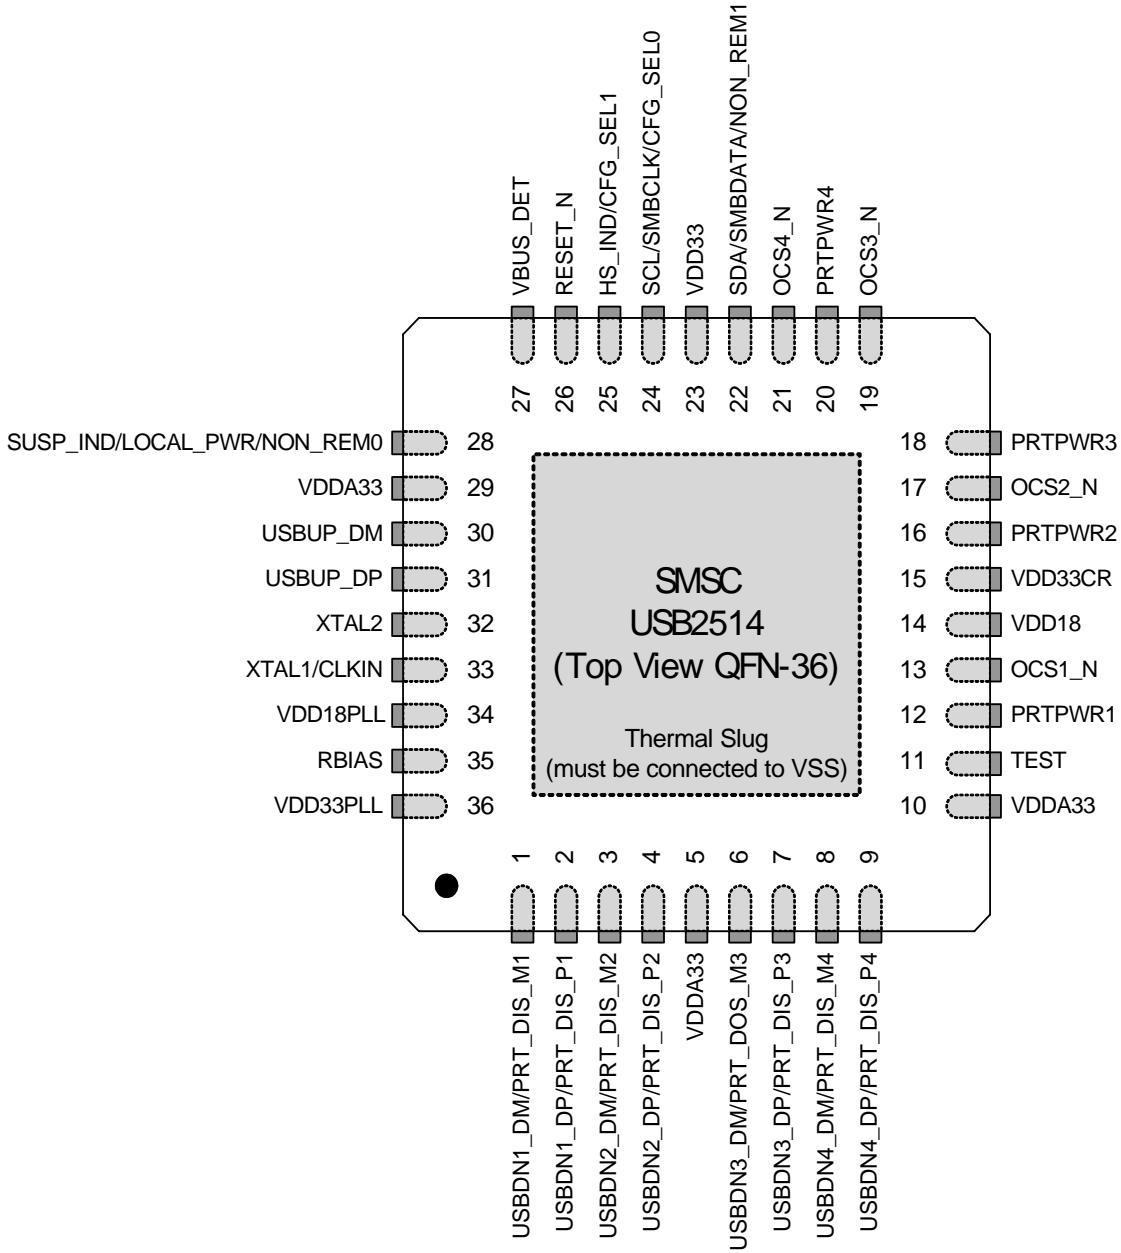 VBUS_DET
RESET_N
HS_IND/CFG_SEL1
SCL/SMBCLK/CFG_SEL0
VDD33
SDA/SMBDATA/NON_REM1
OCS4_N
PRTPWR4
OCS3_N
27
26
25
24
23
22
21
20
19
SUSP_IND/LOCAL_PWR/NON_REM0 28
VDDA33 29
USBUP_DM 30
USBUP_DP 31
XTAL2 32
XTAL1/CLKIN 33
VDD18PLL 34
RBIAS 35
VDD33PLL 36
SMSC
USB2514
(Top View QFN-36)
Thermal Slug
(must be connected to VSS)
18 PRTPWR3
17 OCS2_N
16 PRTPWR2
15 VDD33CR
14 VDD18
13 OCS1_N
12 PRTPWR1
11 TEST
10 VDDA33
1
2
3
4
5
6
7
8
9
USBDN1_DM/PRT_DIS_M1
USBDN1_DP/PRT_DIS_P1
USBDN2_DM/PRT_DIS_M2
USBDN2_DP/PRT_DIS_P2
VDDA33
USBDN3_DM/PRT_DOS_M3
USBDN3_DP/PRT_DIS_P3
USBDN4_DM/PRT_DIS_M4
USBDN4_DP/PRT_DIS_P4